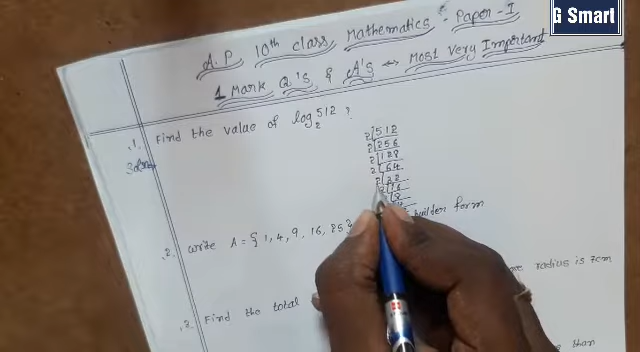 G Smart
A.P 10th class Mathematics - Paper-I
1 Mark Q.'s & A's Most Very Important
.1. Find the value of log₂512 ?
2 512
2 256
2 128
2 64
2 32
2 16
8
.2. write A = { 1, 4, 9, 16, 25 } builder form
.3. Find the total radius is 7cm
than